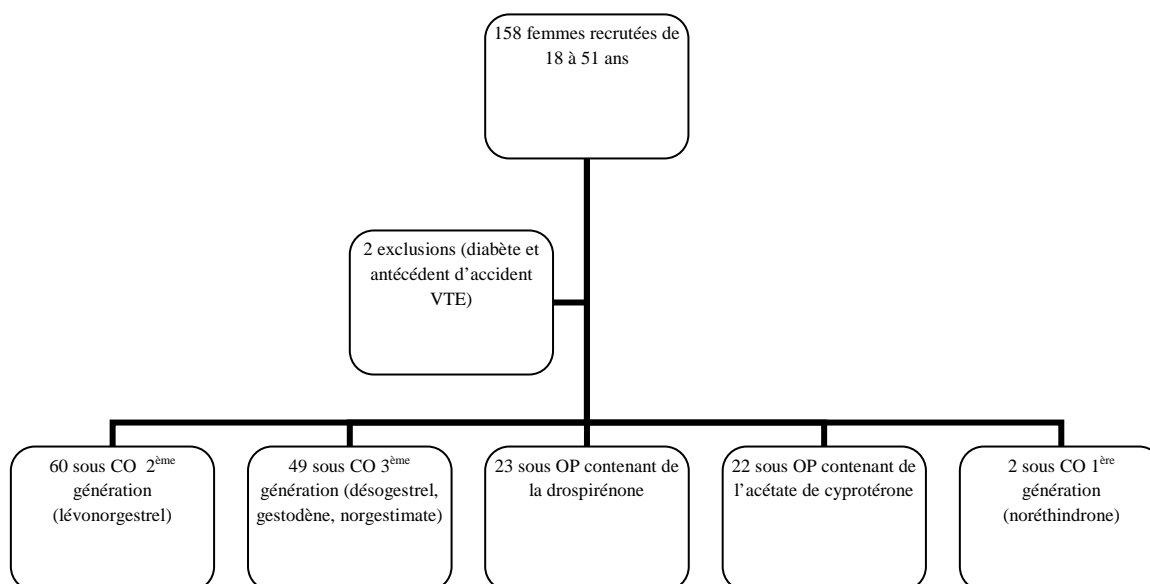 158 femmes recrutées de
18 à 51 ans
2 exclusions (diabète et
antécédent d’accident
VTE)
60 sous CO 2ème
génération
(lévonorgestrel)
49 sous CO 3ème
génération (désogestrel,
gestodène, norgestimate)
23 sous OP contenant de
la drospirénone
22 sous OP contenant de
l’acétate de cyprotérone
2 sous CO 1ère
génération
(noréthindrone)